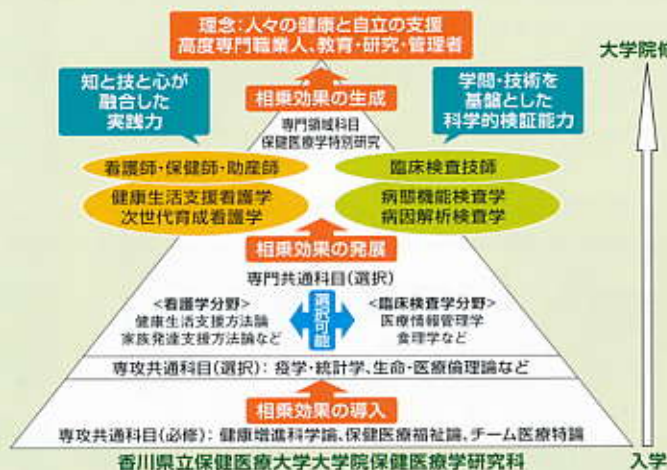 理念：人々の健康と自立の支援
高度専門職業人、教育・研究・管理者
大学院修
知と技と心が
融合した
実践力
相乗効果の生成
学問・技術を
基盤とした
科学的検証能力
専門領域科目
保健医療学特別研究
看護師・保健師・助産師
臨床検査技師
健康生活支援看護学
次世代育成看護学
病態機能検査学
病因解析検査学
相乗効果の発展
専門共通科目(選択)
<看護学分野>
健康生活支援方法論
家族発達支援方法論など
選択可能
<臨床検査学分野>
医療情報管理学
食理学など
専攻共通科目(選択)：疫学・統計学、生命・医療倫理論など
相乗効果の導入
専攻共通科目(必修)：健康増進科学論、保健医療福祉論、チーム医療特論
香川県立保健医療大学大学院保健医療学研究科
入学